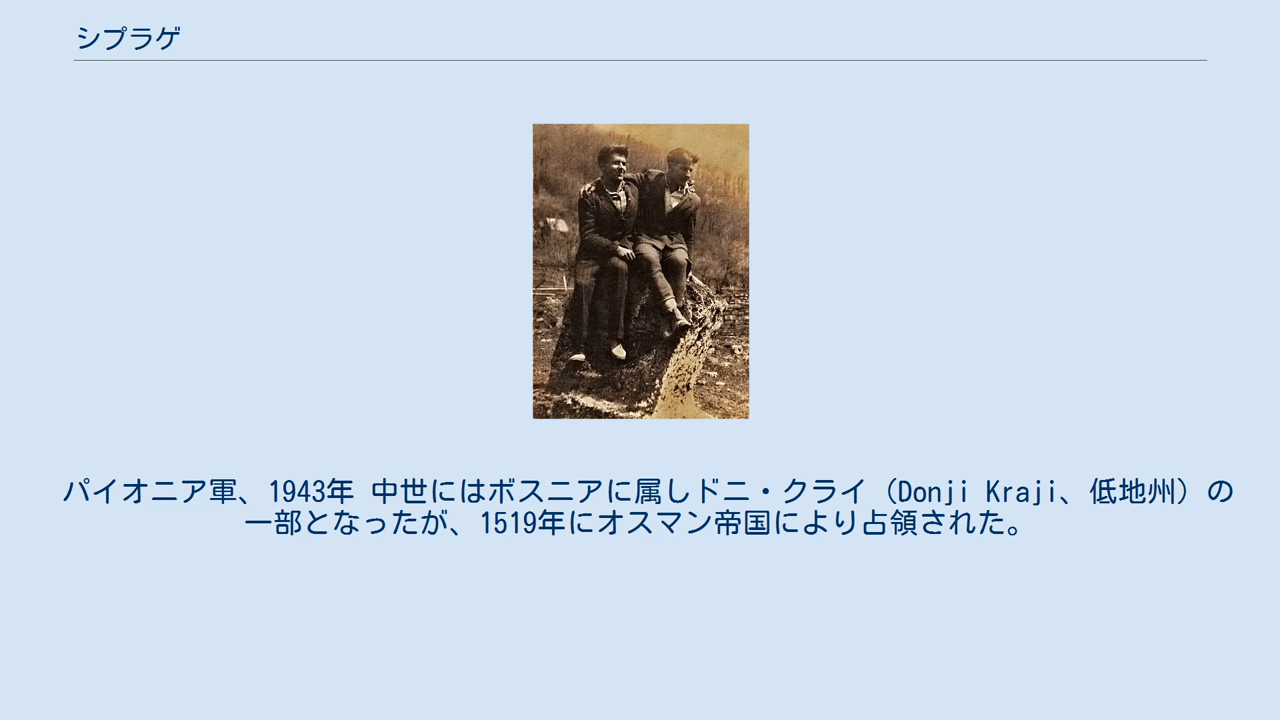 シプラゲ
パイオニア軍、1943年 中世にはボスニアに属しドニ・クライ（Donji Kraji、低地州）の
一部となったが、1519年にオスマン帝国により占領された。